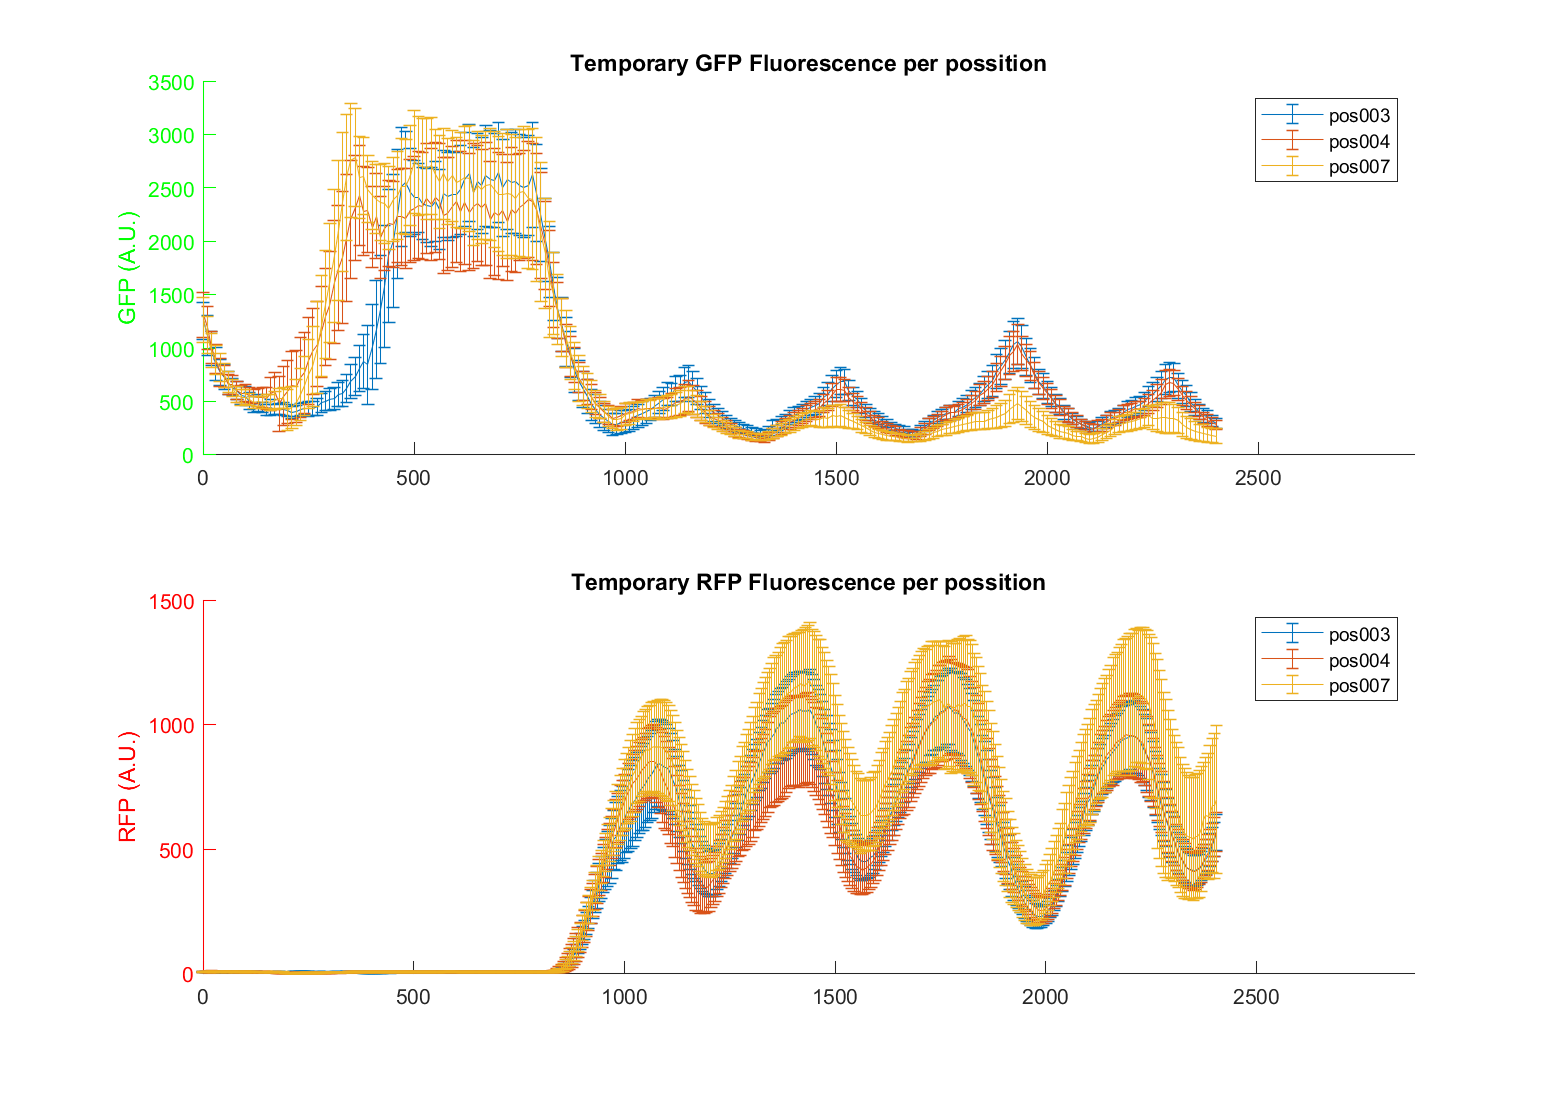 Temporary GFP Fluorescence per possition
3500
3000
2500
2000
1500
1000
500
0
GFP (A.U.)
0 500 1000 1500 2000 2500
pos003
pos004
pos007
Temporary RFP Fluorescence per possition
1500
1000
500
0
RFP (A.U.)
0 500 1000 1500 2000 2500
pos003
pos004
pos007